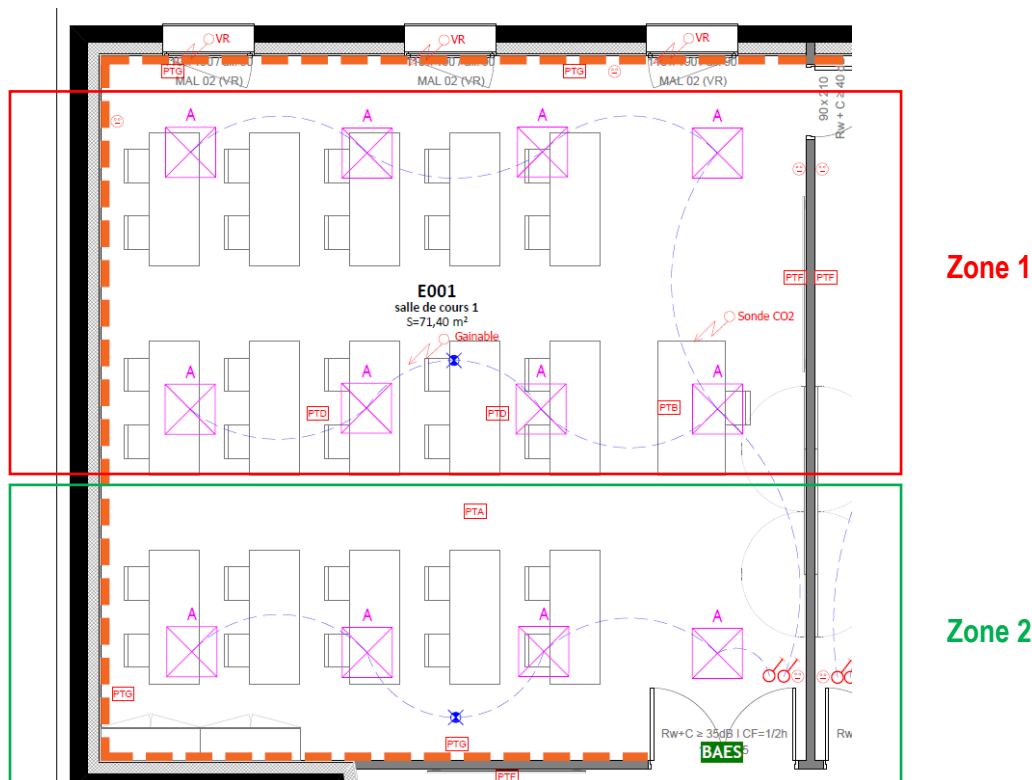 VR
VR
VR
PTG
PTG
MAL 02 (VR)
MAL 02 (VR)
MAL 02 (VR)
90 x 210
A
A
A
A
Zone 1
PTF
PTF
E001
salle de cours 1
S=71,40 m²
Gainable
Sonde CO2
A
A
A
A
PTD
PTD
PTB
PTA
A
A
A
A
Zone 2
PTG
Rw+C ≥ 35dB I CF=1/2h
Rw
PTG
BAES
PTF